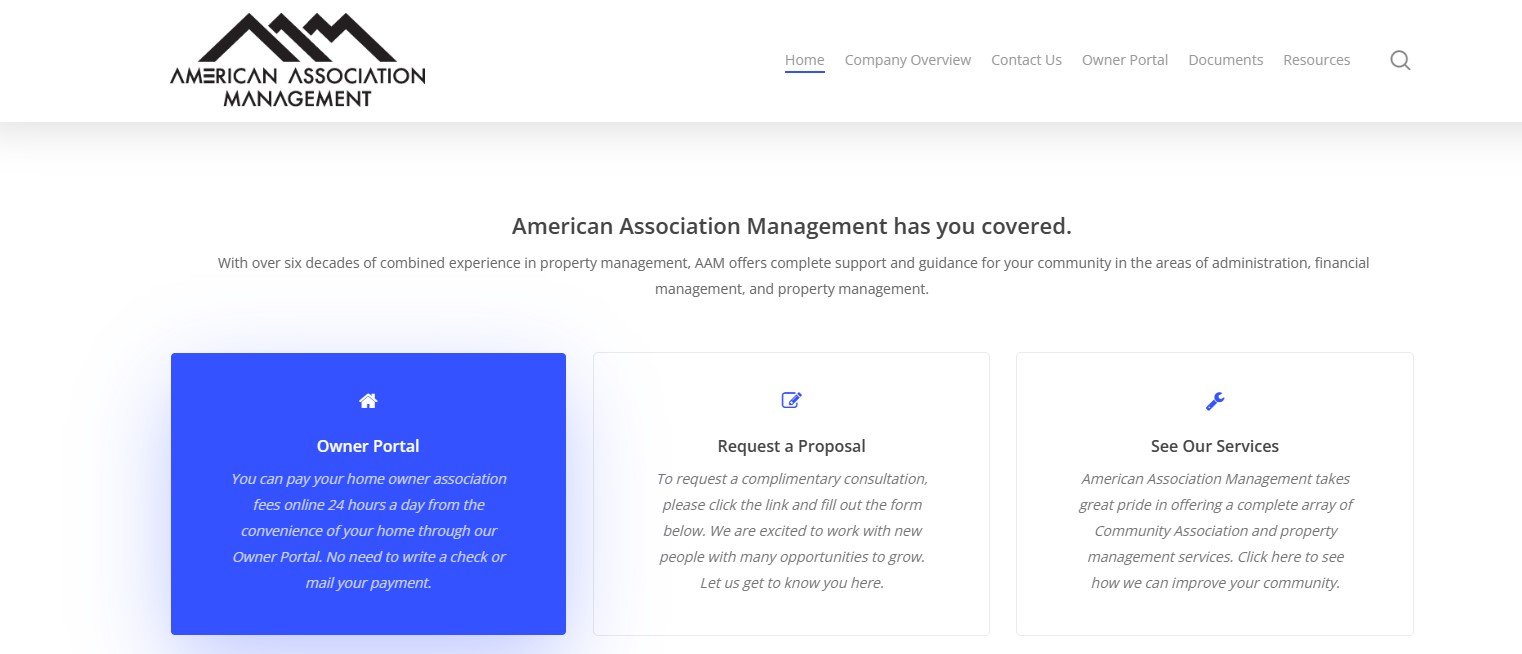 AMERICAN ASSOCIATION
MANAGEMENT
Home Company Overview Contact Us Owner Portal Documents Resources
American Association Management has you covered.
With over six decades of combined experience in property management, AAM offers complete support and guidance for your community in the areas of administration, financial
management, and property management.
Owner Portal
You can pay your home owner association
fees online 24 hours a day from the
convenience of your home through our
Owner Portal. No need to write a check or
mail your payment.
Request a Proposal
To request a complimentary consultation,
please click the link and fill out the form
below. We are excited to work with new
people with many opportunities to grow.
Let us get to know you here.
See Our Services
American Association Management takes
great pride in offering a complete array of
Community Association and property
management services. Click here to see
how we can improve your community.